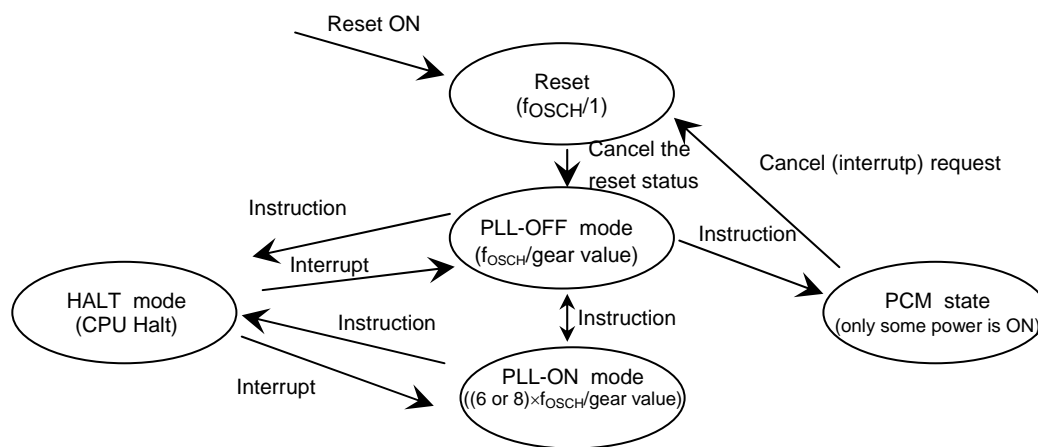 Reset ON
Reset
(fOSCH/1)
Cancel the
reset status
Cancel (interrutp) request
Instruction
PLL-OFF mode
(fOSCH/gear value)
Instruction
Interrupt
HALT mode
(CPU Halt)
Instruction
Instruction
PCM state
(only some power is ON)
Interrupt
PLL-ON mode
((6 or 8)×fOSCH/gear value)